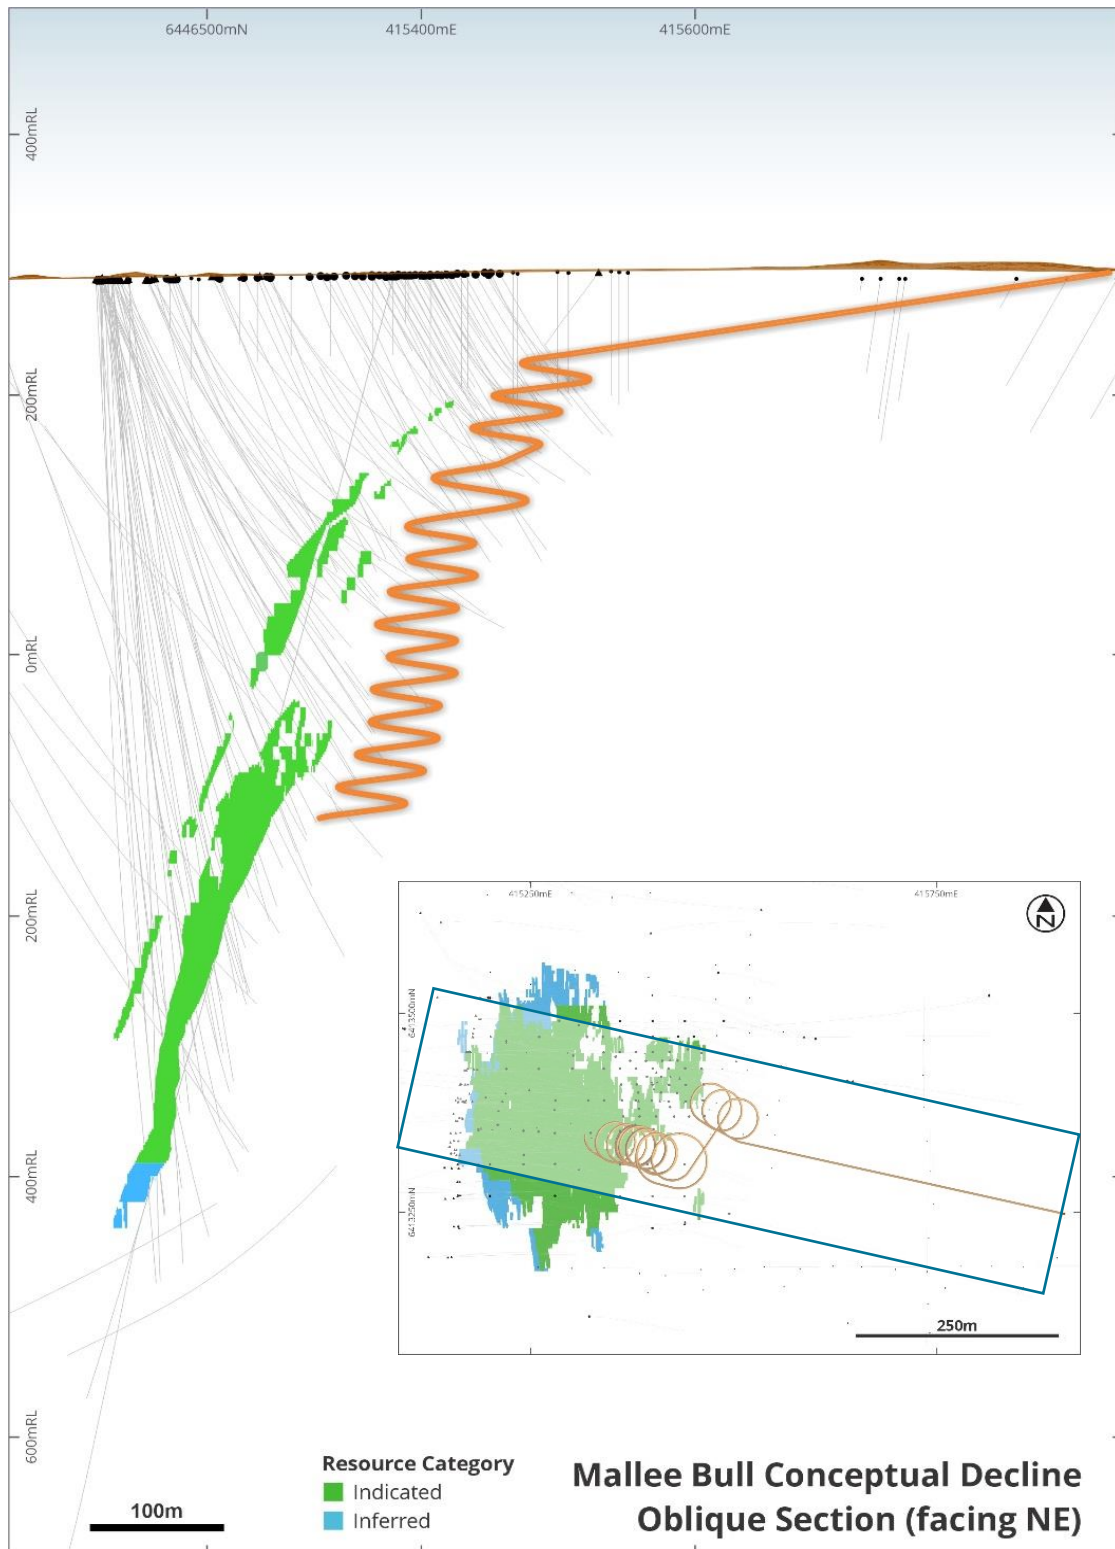 6446500mN
415400mE
415600mE
400mRL
200mRL
0mRL
200mRL
400mRL
600mRL
415250mE
415750mE
N
6413500mN
6413250mN
250m
100m
Resource Category
Indicated
Inferred
Mallee Bull Conceptual Decline
Oblique Section (facing NE)